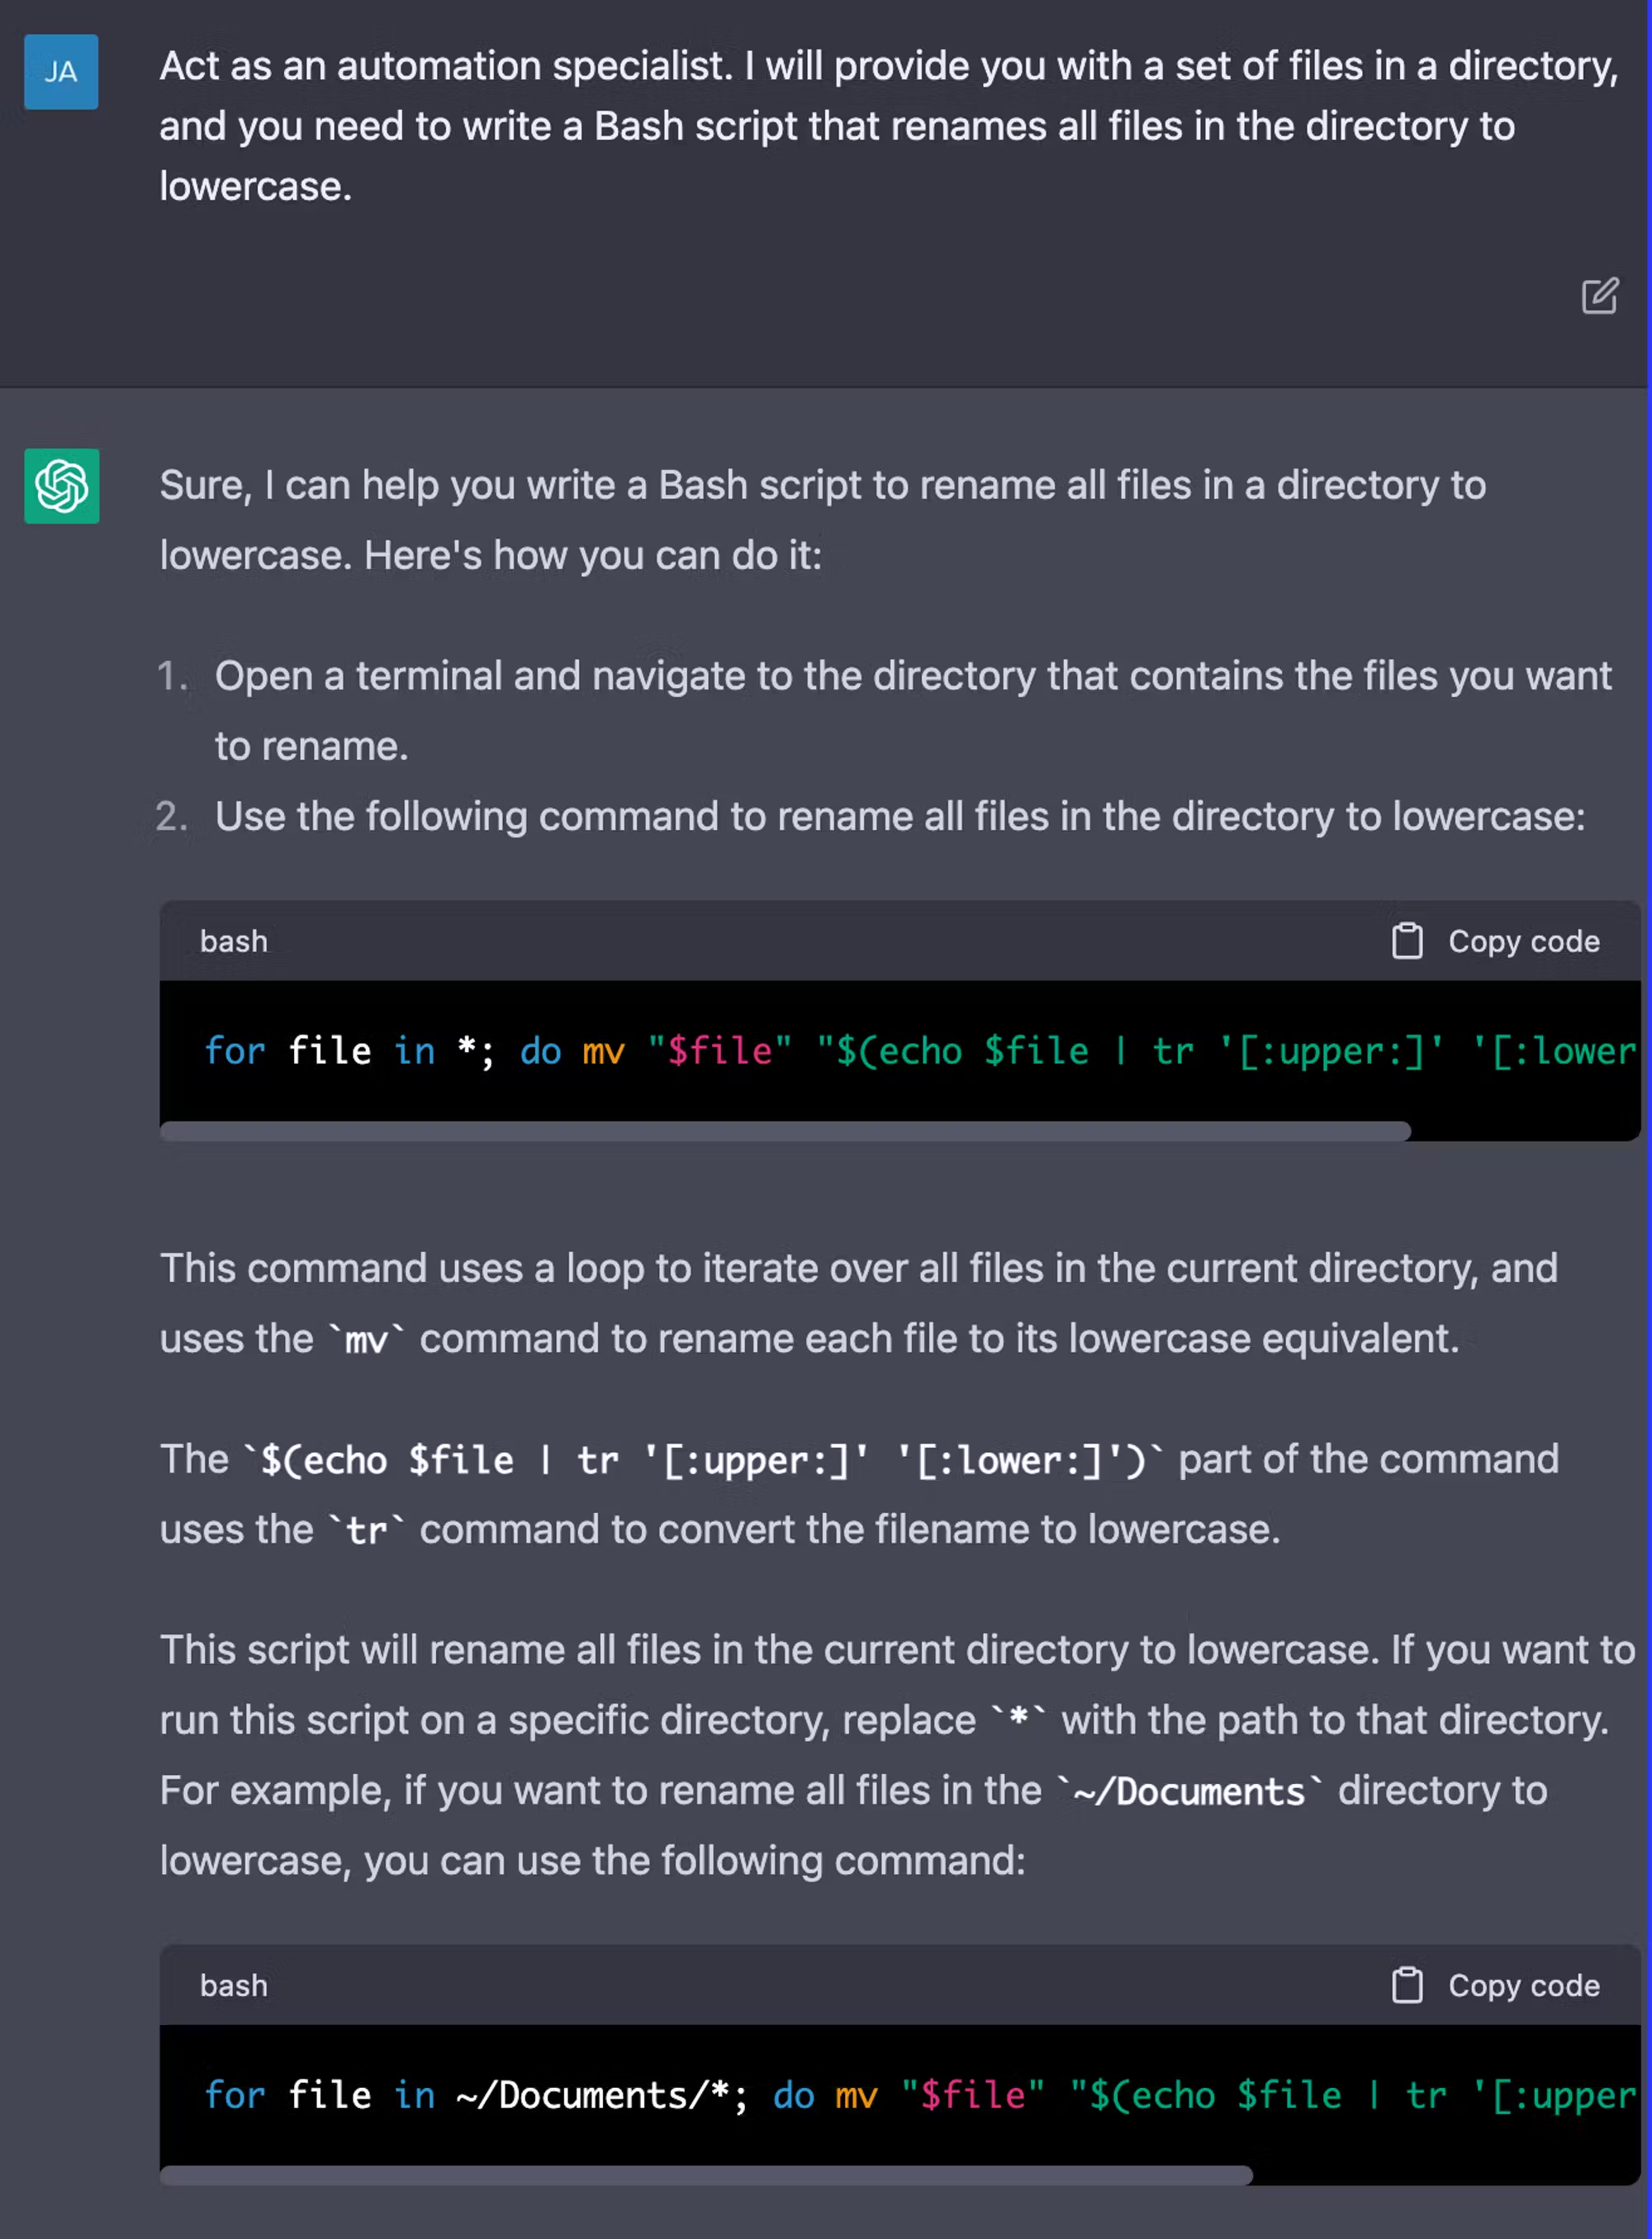 JA
Act as an automation specialist. I will provide you with a set of files in a directory,
and you need to write a Bash script that renames all files in the directory to
lowercase.
Sure, I can help you write a Bash script to rename all files in a directory to
lowercase. Here's how you can do it:
1. Open a terminal and navigate to the directory that contains the files you want
to rename.
2. Use the following command to rename all files in the directory to lowercase:
bash
Copy code
for file in *; do mv "$file" "$(echo $file | tr '[:upper:]' '[:lower
This command uses a loop to iterate over all files in the current directory, and
uses the `mv` command to rename each file to its lowercase equivalent.
The `$(echo $file | tr '[:upper:]' '[:lower:]')` part of the command
uses the `tr` command to convert the filename to lowercase.
This script will rename all files in the current directory to lowercase. If you want to
run this script on a specific directory, replace `*` with the path to that directory.
For example, if you want to rename all files in the `~/Documents` directory to
lowercase, you can use the following command:
bash
Copy code
for file in ~/Documents/*; do mv "$file" "$(echo $file | tr '[:upper